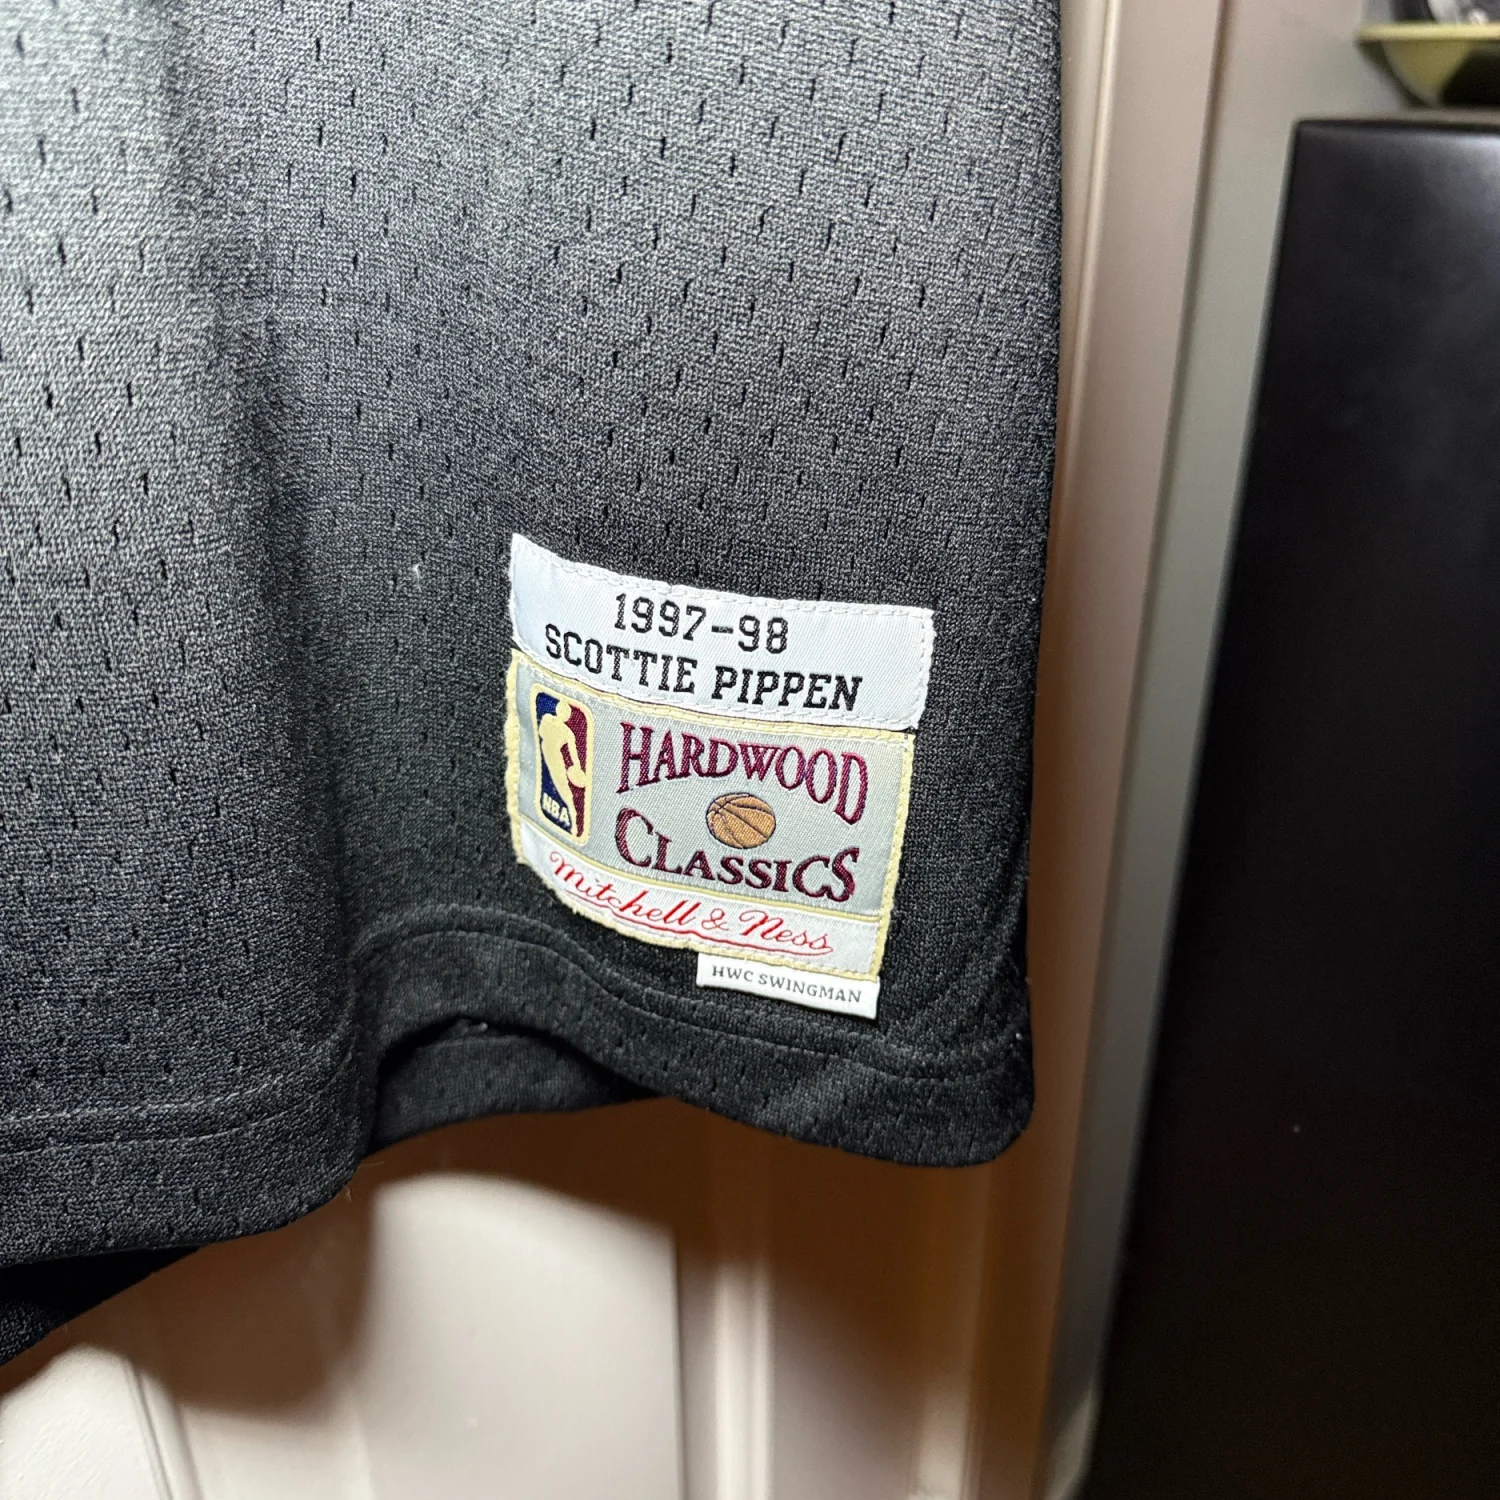 1997-98
SCOTTIE PIPPEN
NBA
HARDWOOD
CLASSICS
Mitchell & Ness
HWC SWINGMAN